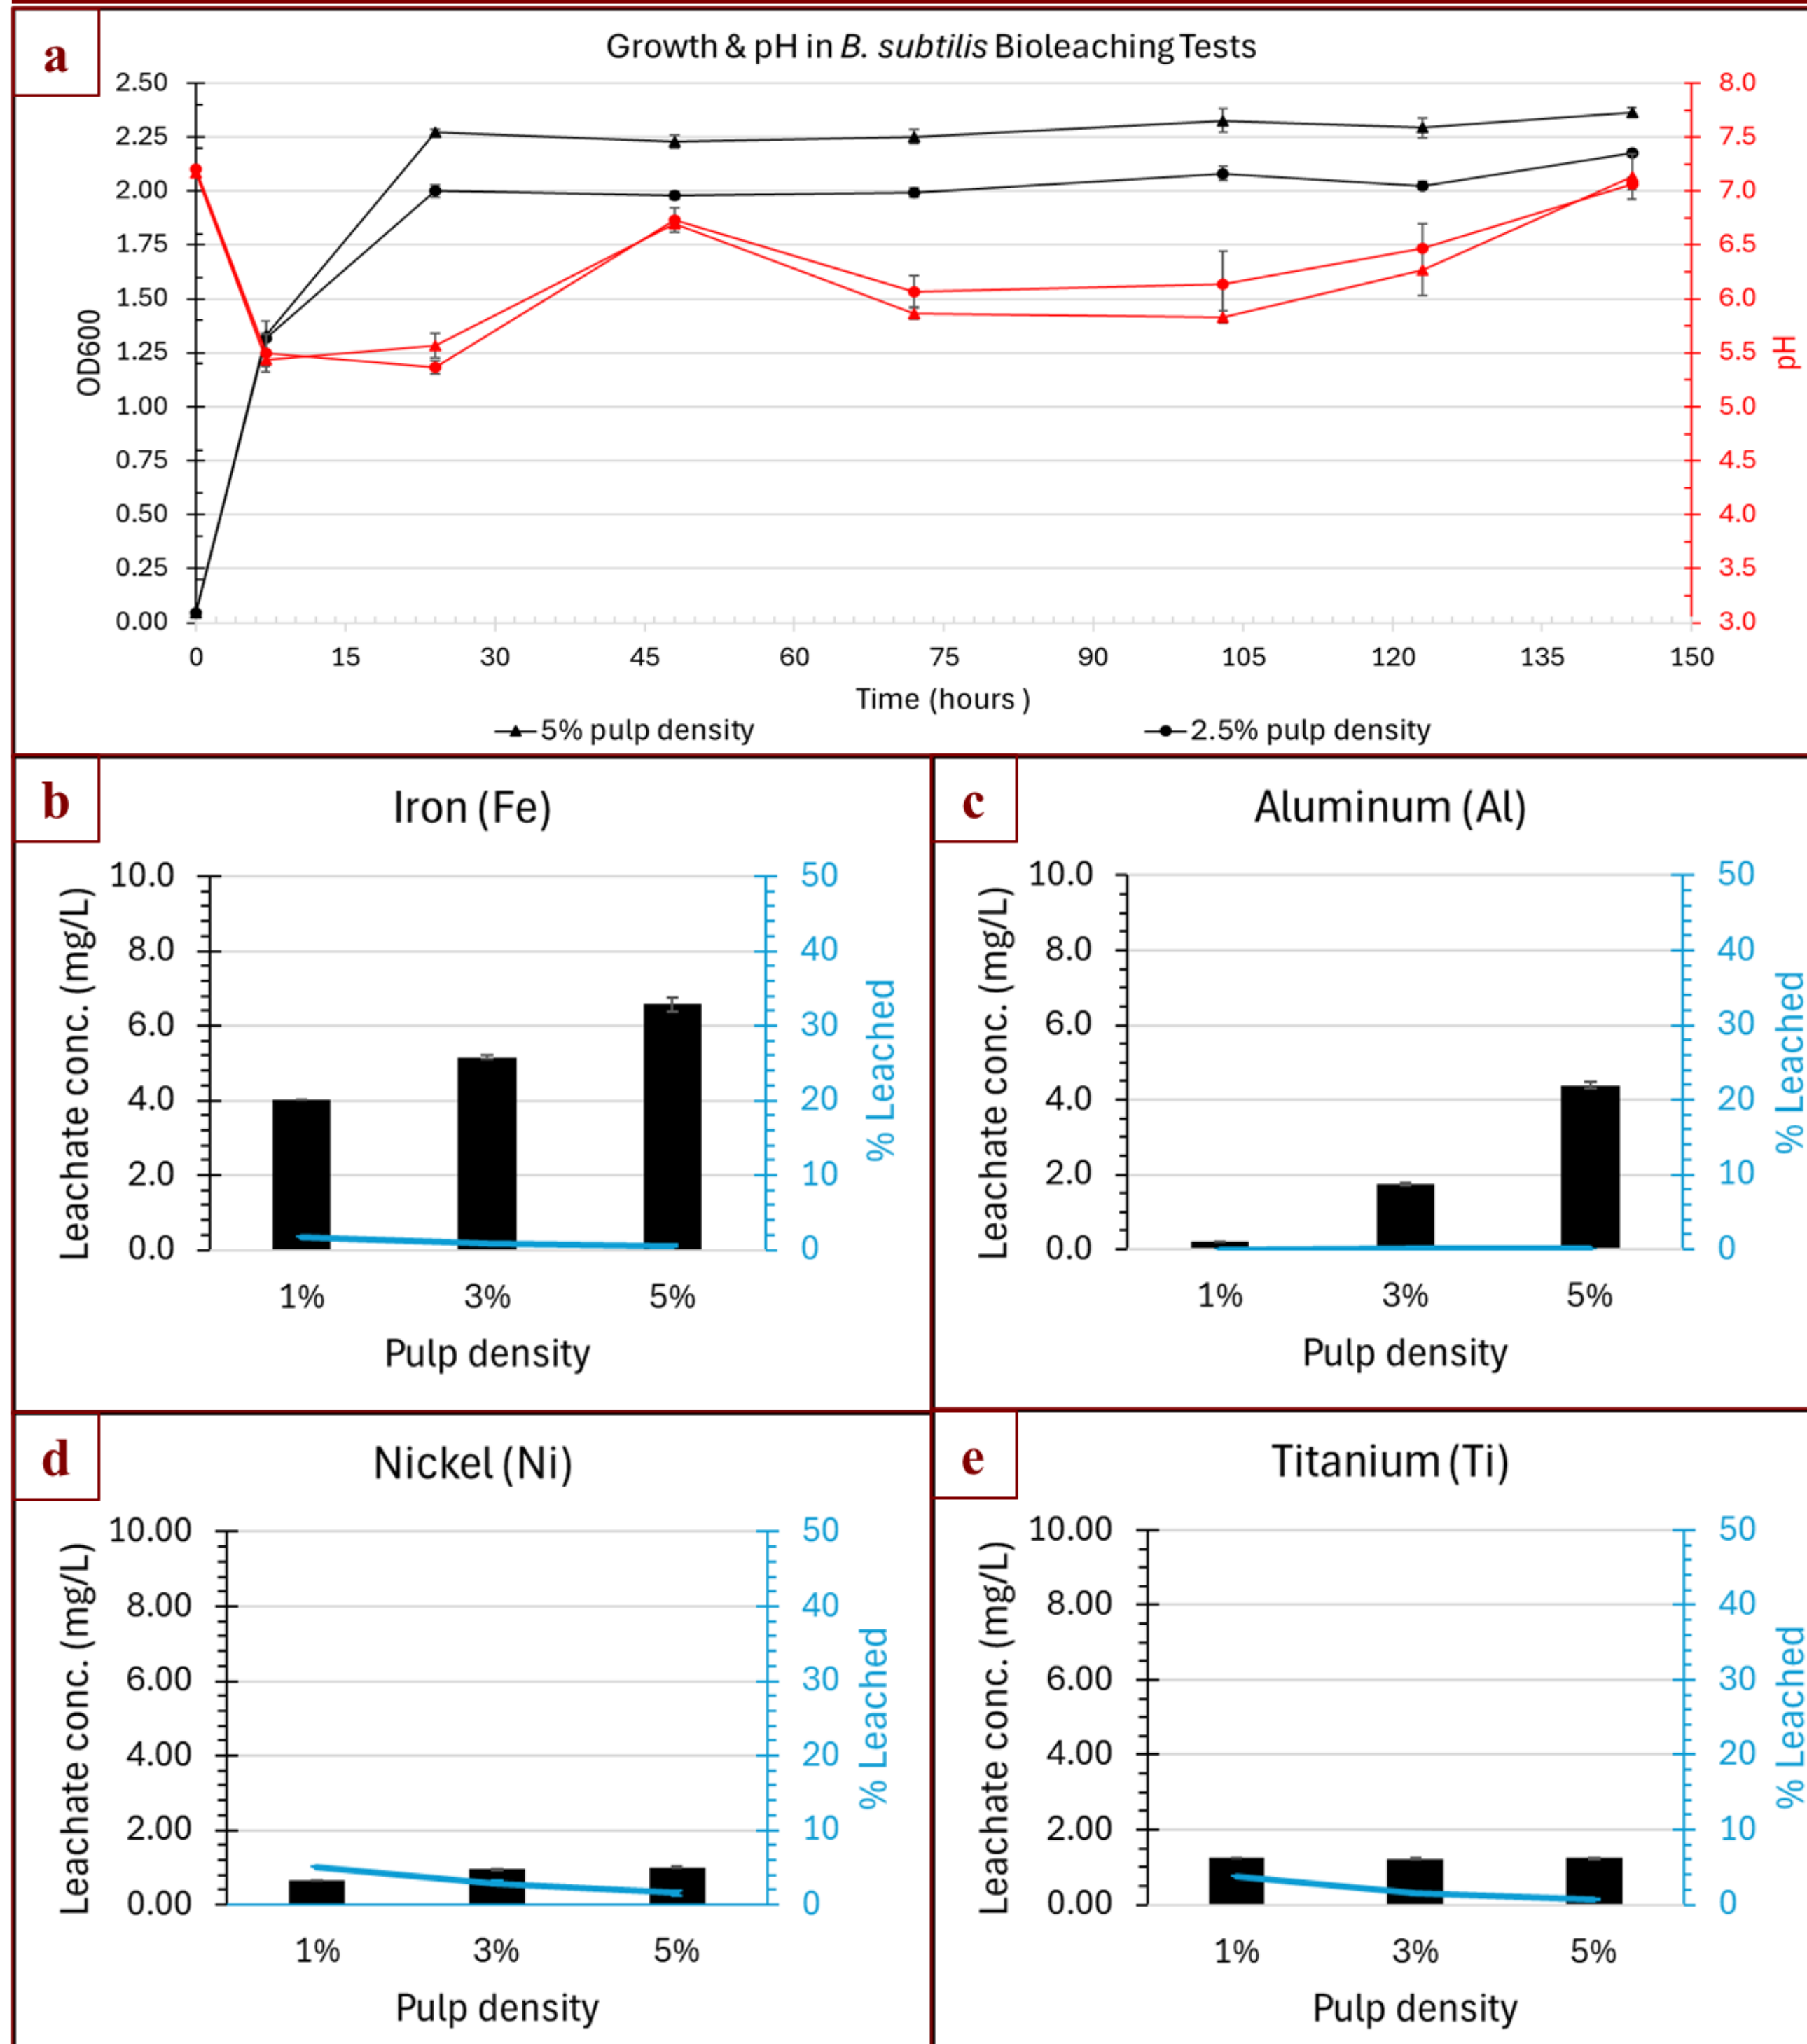 a
Growth & pH in B. subtilis Bioleaching Tests
2.50
2.25
2.00
1.75
1.50
1.25
1.00
0.75
0.50
0.25
0.00
OD600
8.0
7.5
7.0
6.5
6.0
5.5
5.0
4.5
4.0
3.5
3.0
pH
0 15 30 45 60 75 90 105 120 135 150
Time (hours )
5% pulp density 2.5% pulp density
b
Iron (Fe)
Leachate conc. (mg/L)
10.0
8.0
6.0
4.0
2.0
0.0
50
40
30
20
10
0
% Leached
1% 3% 5%
Pulp density
c
Aluminum (Al)
Leachate conc. (mg/L)
10.0
8.0
6.0
4.0
2.0
0.0
50
40
30
20
10
0
% Leached
1% 3% 5%
Pulp density
d
Nickel (Ni)
Leachate conc. (mg/L)
10.00
8.00
6.00
4.00
2.00
0.00
50
40
30
20
10
0
% Leached
1% 3% 5%
Pulp density
e
Titanium (Ti)
Leachate conc. (mg/L)
10.00
8.00
6.00
4.00
2.00
0.00
50
40
30
20
10
0
% Leached
1% 3% 5%
Pulp density